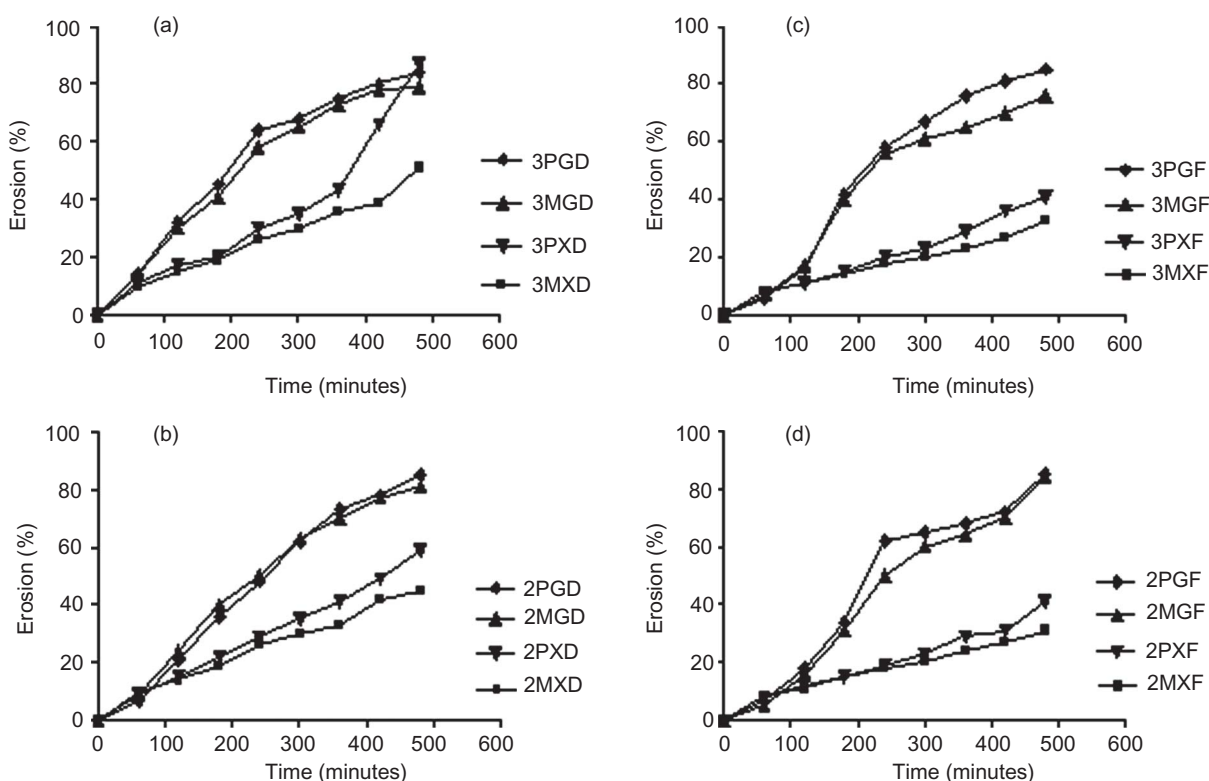 (a)
Erosion (%)
100
80
60
40
20
0
0 100 200 300 400 500 600
Time (minutes)
3PGD
3MGD
3PXD
3MXD
(c)
Erosion (%)
100
80
60
40
20
0
0 100 200 300 400 500 600
Time (minutes)
3PGF
3MGF
3PXF
3MXF
(b)
Erosion (%)
100
80
60
40
20
0
0 100 200 300 400 500 600
Time (minutes)
2PGD
2MGD
2PXD
2MXD
(d)
Erosion (%)
100
80
60
40
20
0
0 100 200 300 400 500 600
Time (minutes)
2PGF
2MGF
2PXF
2MXF